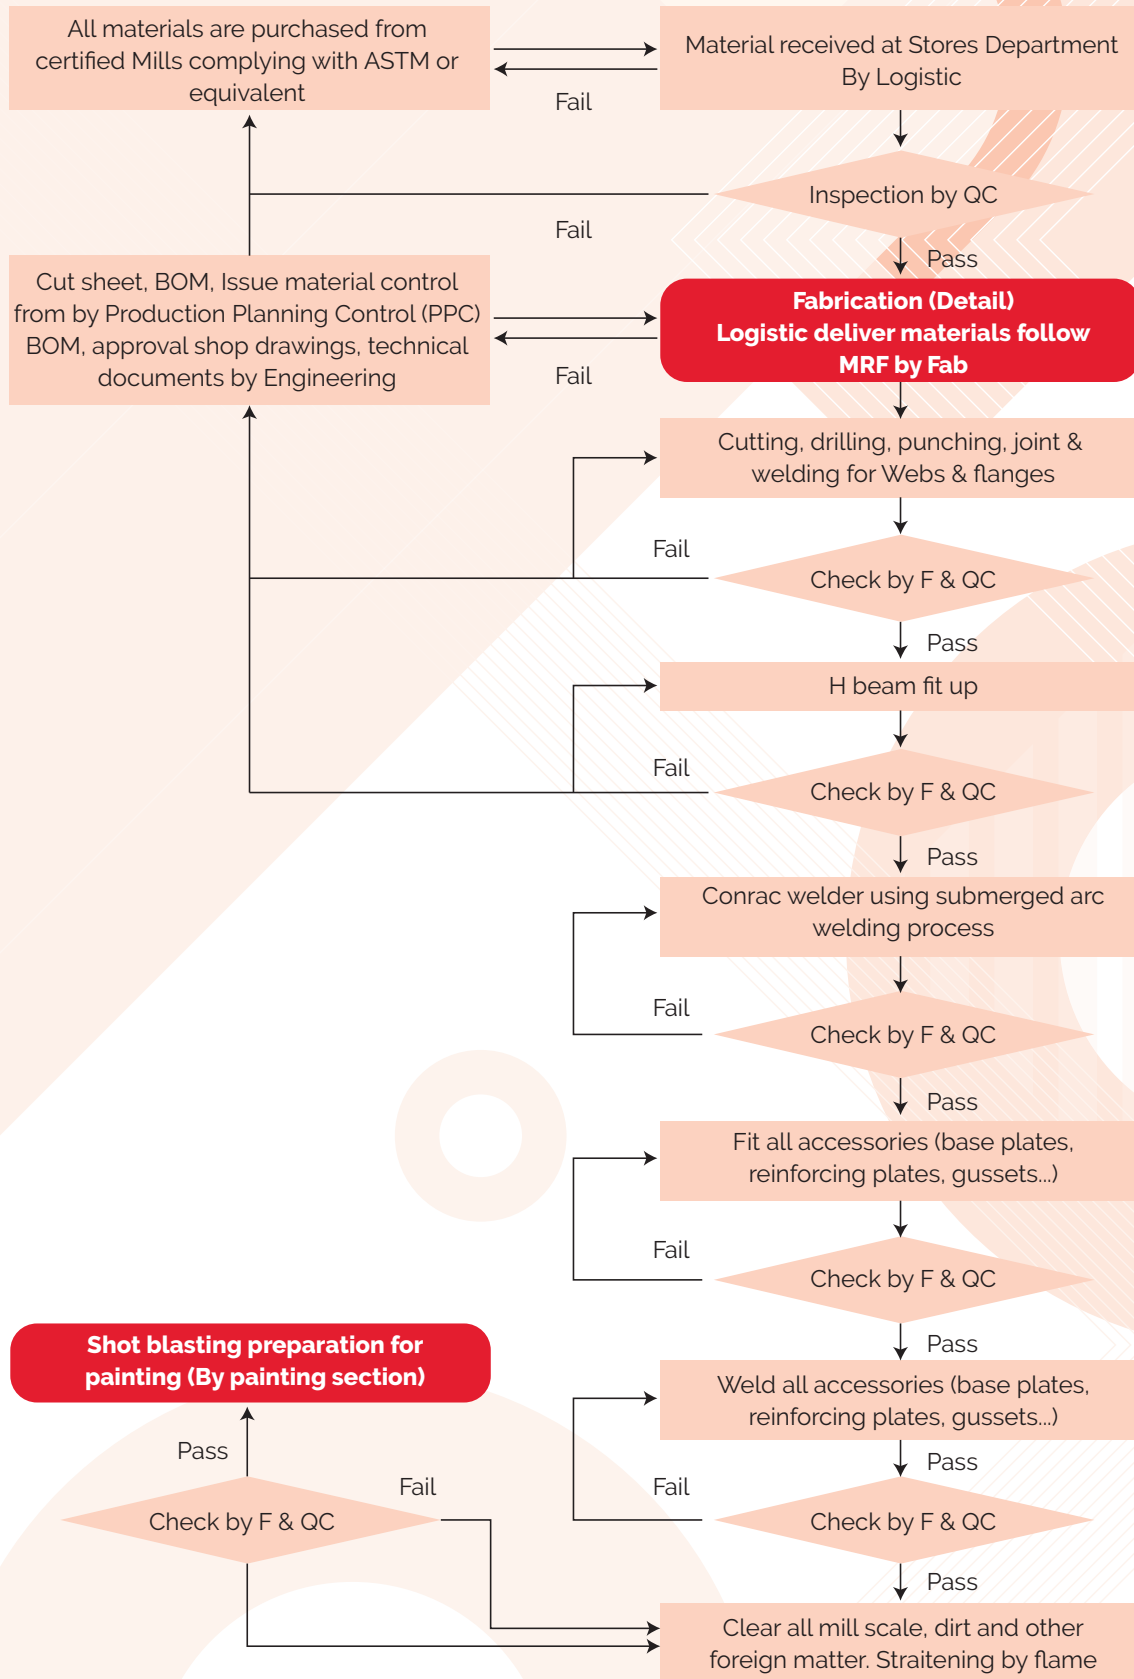 All materials are purchased from
certified Mills complying with ASTM or
equivalent
Fail
Material received at Stores Department
By Logistic
Inspection by QC
Fail
Pass
Cut sheet, BOM, Issue material control
from by Production Planning Control (PPC)
BOM, approval shop drawings, technical
documents by Engineering
Fail
Fabrication (Detail)
Logistic deliver materials follow
MRF by Fab
Cutting, drilling, punching, joint &
welding for Webs & flanges
Fail
Check by F & QC
Pass
H beam fit up
Fail
Check by F & QC
Pass
Conrac welder using submerged arc
welding process
Fail
Check by F & QC
Pass
Fit all accessories (base plates,
reinforcing plates, gussets...)
Fail
Check by F & QC
Pass
Weld all accessories (base plates,
reinforcing plates, gussets...)
Pass
Fail
Check by F & QC
Pass
Clear all mill scale, dirt and other
foreign matter. Straitening by flame
Shot blasting preparation for
painting (By painting section)
Pass
Fail
Check by F & QC